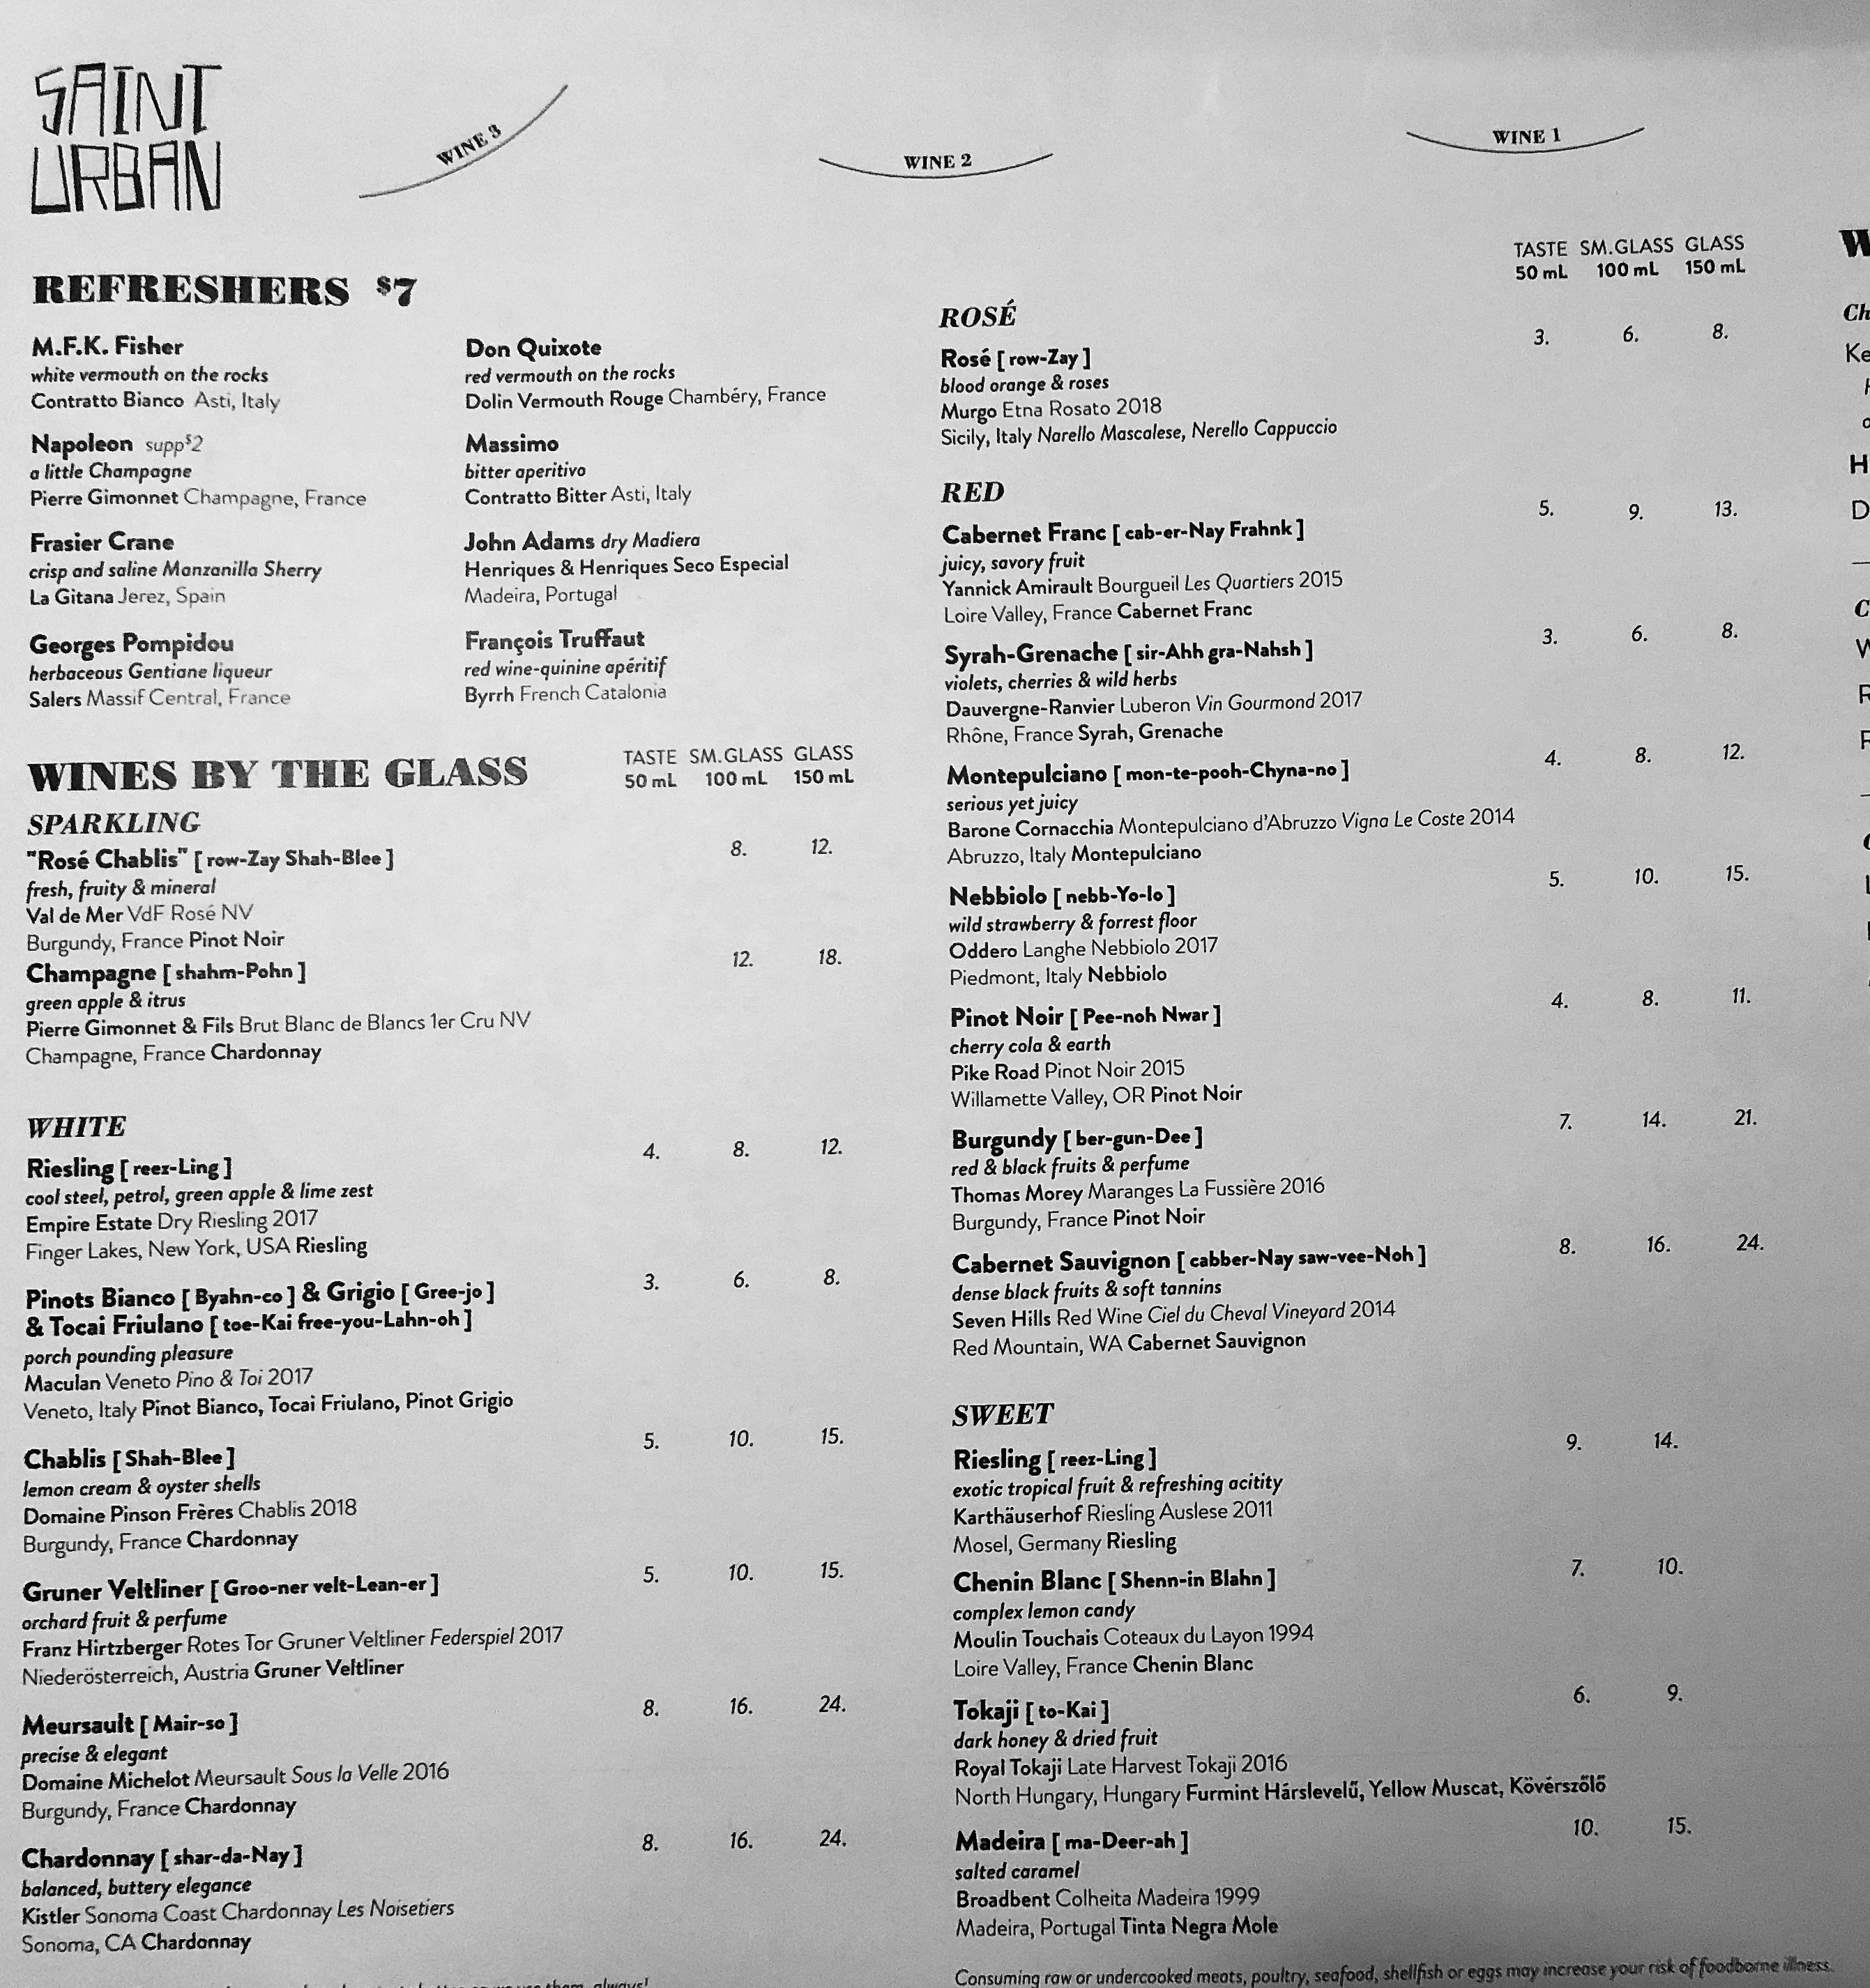 SAINT
URBAN
WINE 3
WINE 2
WINE 1
REFRESHERS $7
M.F.K. Fisher
white vermouth on the rocks
Contratto Bianco Asti, Italy
Napoleon supp$2
a little Champagne
Pierre Gimonnet Champagne, France
Frasier Crane
crisp and saline Manzanilla Sherry
La Gitana Jerez, Spain
Georges Pompidou
herbaceous Gentiane liqueur
Salers Massif Central, France
Don Quixote
red vermouth on the rocks
Dolin Vermouth Rouge Chambéry, France
Massimo
bitter aperitivo
Contratto Bitter Asti, Italy
John Adams dry Madiera
Henriques & Henriques Seco Especial
Madeira, Portugal
François Truffaut
red wine-quinine apéritif
Byrrh French Catalonia
WINES BY THE GLASS
TASTE SM.GLASS GLASS
50 mL 100 mL 150 mL
SPARKLING
"Rosé Chablis" [ row-Zay Shah-Blee ] 8. 12.
fresh, fruity & mineral
Val de Mer VdF Rosé NV
Burgundy, France Pinot Noir
Champagne [ shahm-Pohn ] 12. 18.
green apple & itrus
Pierre Gimonnet & Fils Brut Blanc de Blancs 1er Cru NV
Champagne, France Chardonnay
WHITE
Riesling [ reez-Ling ] 4. 8. 12.
cool steel, petrol, green apple & lime zest
Empire Estate Dry Riesling 2017
Finger Lakes, New York, USA Riesling
Pinots Bianco [ Byahn-co ] & Grigio [ Gree-jo ] 3. 6. 8.
& Tocai Friulano [ toe-Kai free-you-Lahn-oh ]
porch pounding pleasure
Maculan Veneto Pino & Toi 2017
Veneto, Italy Pinot Bianco, Tocai Friulano, Pinot Grigio
Chablis [ Shah-Blee ] 5. 10. 15.
lemon cream & oyster shells
Domaine Pinson Frères Chablis 2018
Burgundy, France Chardonnay
Gruner Veltliner [ Groo-ner velt-Lean-er ] 5. 10. 15.
orchard fruit & perfume
Franz Hirtzberger Rotes Tor Gruner Veltliner Federspiel 2017
Niederösterreich, Austria Gruner Veltliner
Meursault [ Mair-so ] 8. 16. 24.
precise & elegant
Domaine Michelot Meursault Sous la Velle 2016
Burgundy, France Chardonnay
Chardonnay [ shar-da-Nay ] 8. 16. 24.
balanced, buttery elegance
Kistler Sonoma Coast Chardonnay Les Noisetiers
Sonoma, CA Chardonnay
TASTE SM.GLASS GLASS
50 mL 100 mL 150 mL
ROSÉ
Rosé [ row-Zay ] 3. 6. 8.
blood orange & roses
Murgo Etna Rosato 2018
Sicily, Italy Narello Mascalese, Nerello Cappuccio
RED
Cabernet Franc [ cab-er-Nay Frahnk ] 5. 9. 13.
juicy, savory fruit
Yannick Amirault Bourgueil Les Quartiers 2015
Loire Valley, France Cabernet Franc
Syrah-Grenache [ sir-Ahh gra-Nahsh ] 3. 6. 8.
violets, cherries & wild herbs
Dauvergne-Ranvier Luberon Vin Gourmond 2017
Rhône, France Syrah, Grenache
Montepulciano [ mon-te-pooh-Chyna-no ] 4. 8. 12.
serious yet juicy
Barone Cornacchia Montepulciano d'Abruzzo Vigna Le Coste 2014
Abruzzo, Italy Montepulciano
Nebbiolo [ nebb-Yo-lo ] 5. 10. 15.
wild strawberry & forrest floor
Oddero Langhe Nebbiolo 2017
Piedmont, Italy Nebbiolo
Pinot Noir [ Pee-noh Nwar ] 4. 8. 11.
cherry cola & earth
Pike Road Pinot Noir 2015
Willamette Valley, OR Pinot Noir
Burgundy [ ber-gun-Dee ] 7. 14. 21.
red & black fruits & perfume
Thomas Morey Maranges La Fussière 2016
Burgundy, France Pinot Noir
Cabernet Sauvignon [ cabber-Nay saw-vee-Noh ] 8. 16. 24.
dense black fruits & soft tannins
Seven Hills Red Wine Ciel du Cheval Vineyard 2014
Red Mountain, WA Cabernet Sauvignon
SWEET
Riesling [ reez-Ling ] 9. 14.
exotic tropical fruit & refreshing acitity
Karthäuserhof Riesling Auslese 2011
Mosel, Germany Riesling
Chenin Blanc [ Shenn-in Blahn ] 7. 10.
complex lemon candy
Moulin Touchais Coteaux du Layon 1994
Loire Valley, France Chenin Blanc
Tokaji [ to-Kai ] 6. 9.
dark honey & dried fruit
Royal Tokaji Late Harvest Tokaji 2016
North Hungary, Hungary Furmint Hárslevelű, Yellow Muscat, Kövérszőlő
Madeira [ ma-Deer-ah ] 10. 15.
salted caramel
Broadbent Colheita Madeira 1999
Madeira, Portugal Tinta Negra Mole
Consuming raw or undercooked meats, poultry, seafood, shellfish or eggs may increase your risk of foodborne illness.